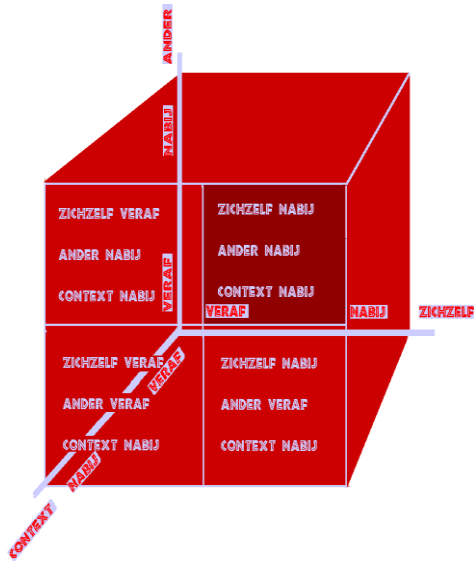 ANDER
NABIJ
VERAF
ZICHZELF VERAF
ANDER NABIJ
CONTEXT NABIJ
ZICHZELF NABIJ
ANDER NABIJ
CONTEXT NABIJ
VERAF
NABIJ
ZICHZELF
ZICHZELF VERAF
ANDER VERAF
CONTEXT NABIJ
ZICHZELF NABIJ
ANDER VERAF
CONTEXT NABIJ
VERAF
NABIJ
CONTEXT